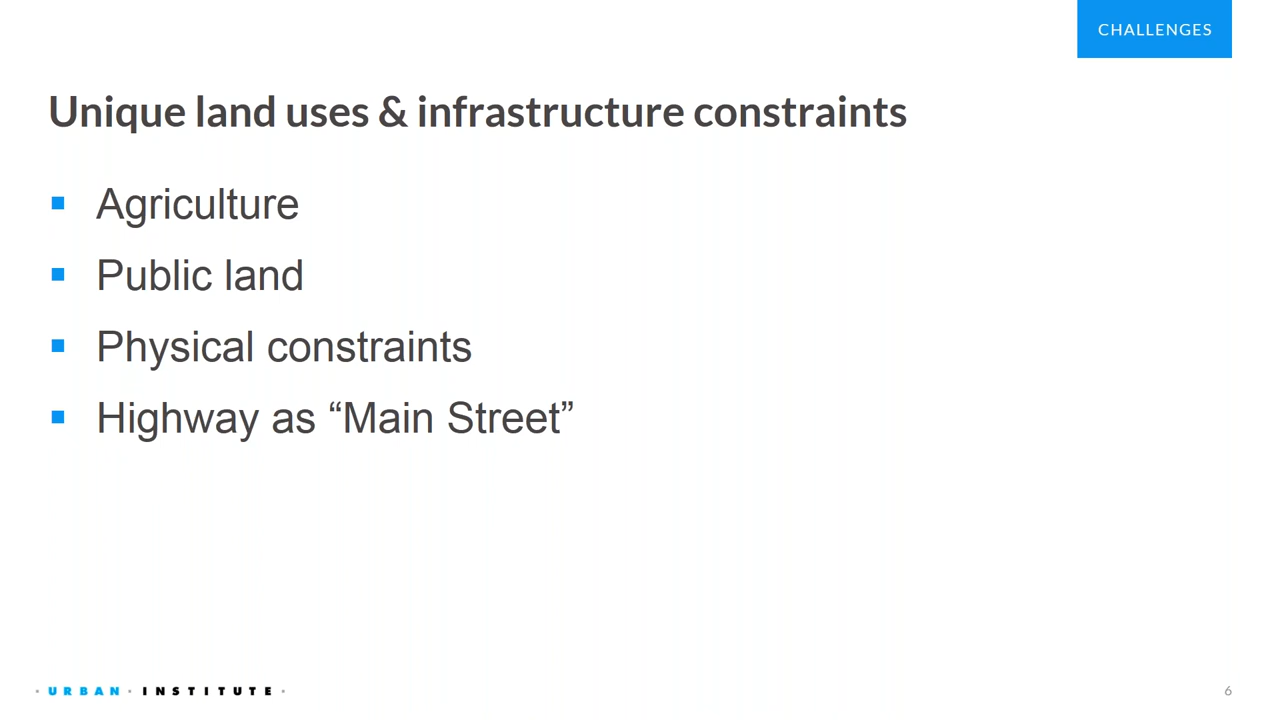 CHALLENGES
Unique land uses & infrastructure constraints
▪ Agriculture
▪ Public land
▪ Physical constraints
▪ Highway as “Main Street”
· URBAN · INSTITUTE ·
6